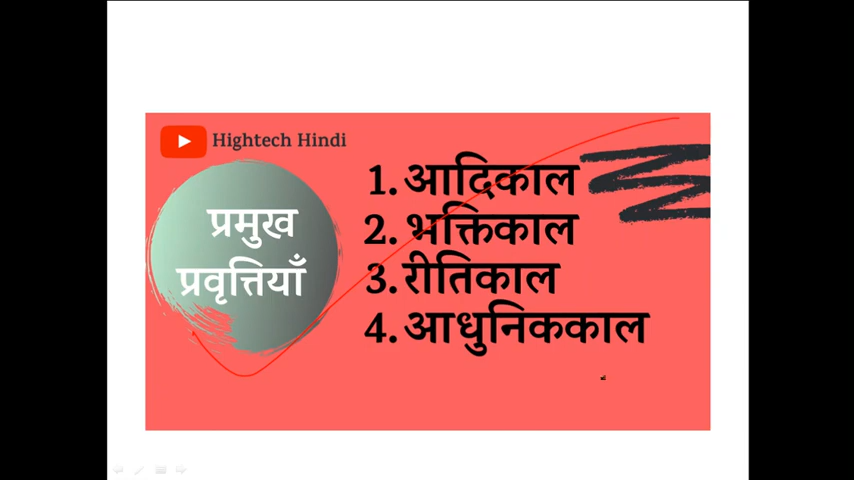 Hightech Hindi
प्रमुख
प्रवृत्तियाँ
1. आदिकाल
2. भक्तिकाल
3. रीतिकाल
4. आधुनिककाल